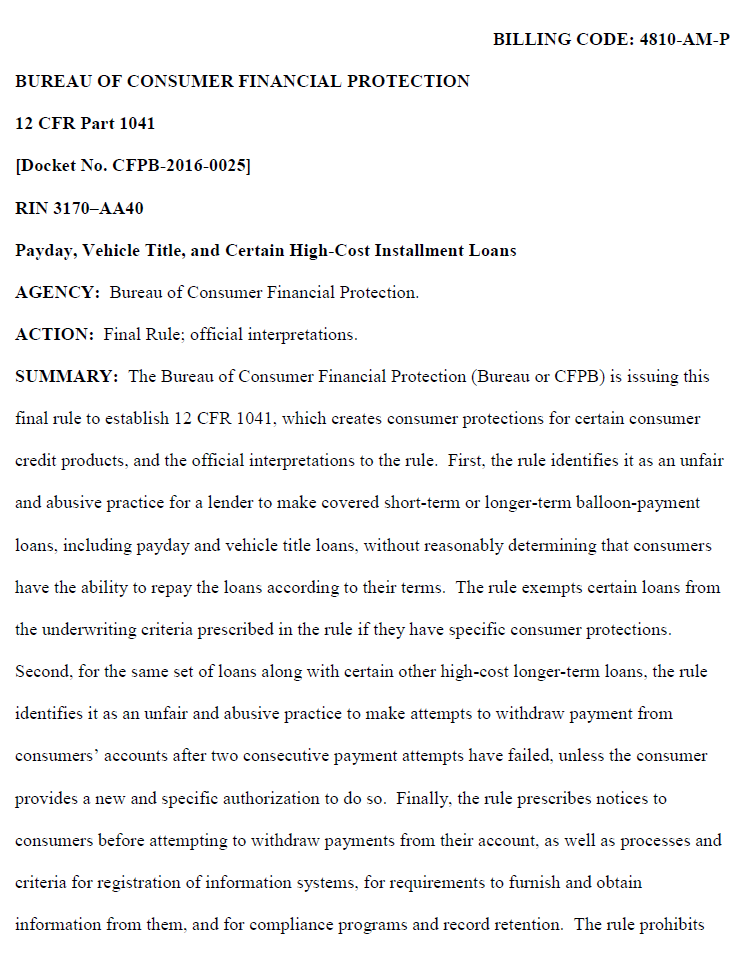 BILLING CODE: 4810-AM-P
BUREAU OF CONSUMER FINANCIAL PROTECTION
12 CFR Part 1041
[Docket No. CFPB-2016-0025]
RIN 3170–AA40
Payday, Vehicle Title, and Certain High-Cost Installment Loans
AGENCY:  Bureau of Consumer Financial Protection.
ACTION:  Final Rule; official interpretations.
SUMMARY:  The Bureau of Consumer Financial Protection (Bureau or CFPB) is issuing this
final rule to establish 12 CFR 1041, which creates consumer protections for certain consumer
credit products, and the official interpretations to the rule.  First, the rule identifies it as an unfair
and abusive practice for a lender to make covered short-term or longer-term balloon-payment
loans, including payday and vehicle title loans, without reasonably determining that consumers
have the ability to repay the loans according to their terms.  The rule exempts certain loans from
the underwriting criteria prescribed in the rule if they have specific consumer protections.
Second, for the same set of loans along with certain other high-cost longer-term loans, the rule
identifies it as an unfair and abusive practice to make attempts to withdraw payment from
consumers’ accounts after two consecutive payment attempts have failed, unless the consumer
provides a new and specific authorization to do so.  Finally, the rule prescribes notices to
consumers before attempting to withdraw payments from their account, as well as processes and
criteria for registration of information systems, for requirements to furnish and obtain
information from them, and for compliance programs and record retention.  The rule prohibits